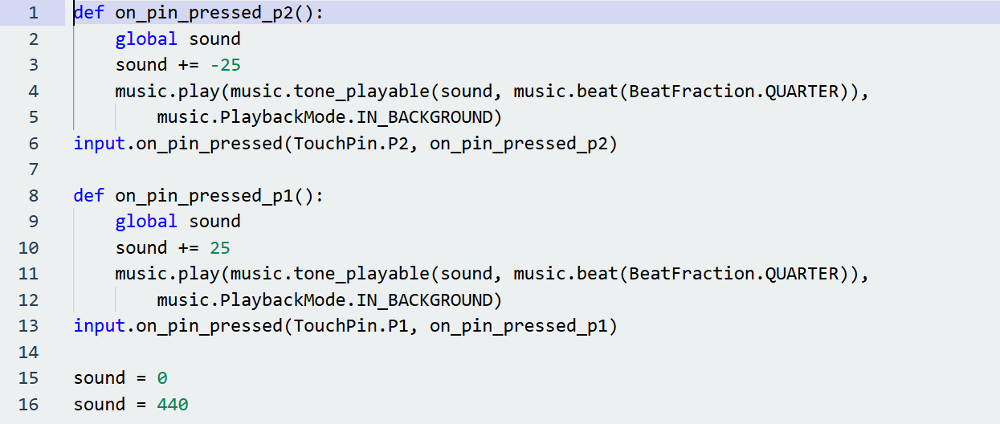 1 def on_pin_pressed_p2():
2     global sound
3     sound += -25
4     music.play(music.tone_playable(sound, music.beat(BeatFraction.QUARTER)),
5         music.PlaybackMode.IN_BACKGROUND)
6 input.on_pin_pressed(TouchPin.P2, on_pin_pressed_p2)
7
8 def on_pin_pressed_p1():
9     global sound
10     sound += 25
11     music.play(music.tone_playable(sound, music.beat(BeatFraction.QUARTER)),
12         music.PlaybackMode.IN_BACKGROUND)
13 input.on_pin_pressed(TouchPin.P1, on_pin_pressed_p1)
14
15 sound = 0
16 sound = 440